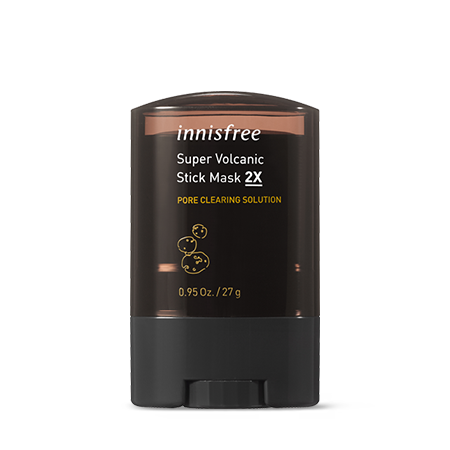 innisfree
Super Volcanic
Stick Mask 2X
PORE CLEARING SOLUTION
0.95 Oz. / 27 g